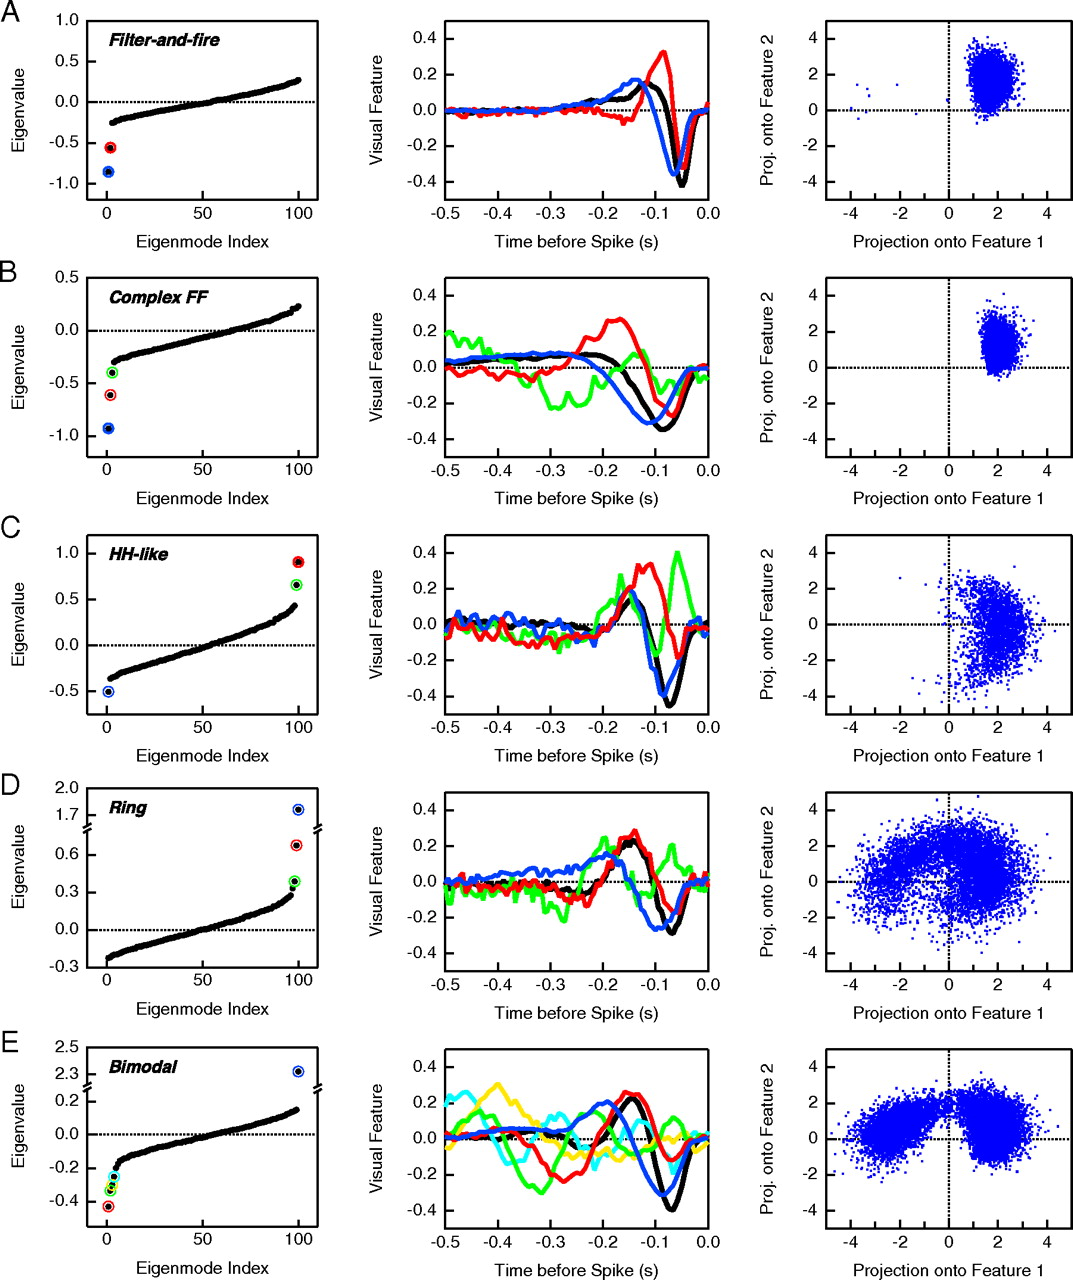 A
Filter-and-fire
Eigenvalue
1.0
0.5
0.0
-0.5
-1.0
0
50
100
Eigenmode Index
Visual Feature
0.4
0.2
0.0
-0.2
-0.4
-0.5 -0.4 -0.3 -0.2 -0.1 0.0
Time before Spike (s)
Proj. onto Feature 2
4
2
0
-2
-4
-4 -2 0 2 4
Projection onto Feature 1
B
Complex FF
Eigenvalue
0.5
0.0
-0.5
-1.0
0
50
100
Eigenmode Index
Visual Feature
0.4
0.2
0.0
-0.2
-0.4
-0.5 -0.4 -0.3 -0.2 -0.1 0.0
Time before Spike (s)
Proj. onto Feature 2
4
2
0
-2
-4
-4 -2 0 2 4
Projection onto Feature 1
C
HH-like
Eigenvalue
1.0
0.5
0.0
-0.5
0
50
100
Eigenmode Index
Visual Feature
0.4
0.2
0.0
-0.2
-0.4
-0.5 -0.4 -0.3 -0.2 -0.1 0.0
Time before Spike (s)
Proj. onto Feature 2
4
2
0
-2
-4
-4 -2 0 2 4
Projection onto Feature 1
D
Ring
Eigenvalue
2.0
1.7
0.6
0.3
0.0
-0.3
0
50
100
Eigenmode Index
Visual Feature
0.4
0.2
0.0
-0.2
-0.4
-0.5 -0.4 -0.3 -0.2 -0.1 0.0
Time before Spike (s)
Proj. onto Feature 2
4
2
0
-2
-4
-4 -2 0 2 4
Projection onto Feature 1
E
Bimodal
Eigenvalue
2.5
2.3
0.2
0.0
-0.2
-0.4
0
50
100
Eigenmode Index
Visual Feature
0.4
0.2
0.0
-0.2
-0.4
-0.5 -0.4 -0.3 -0.2 -0.1 0.0
Time before Spike (s)
Proj. onto Feature 2
4
2
0
-2
-4
-4 -2 0 2 4
Projection onto Feature 1